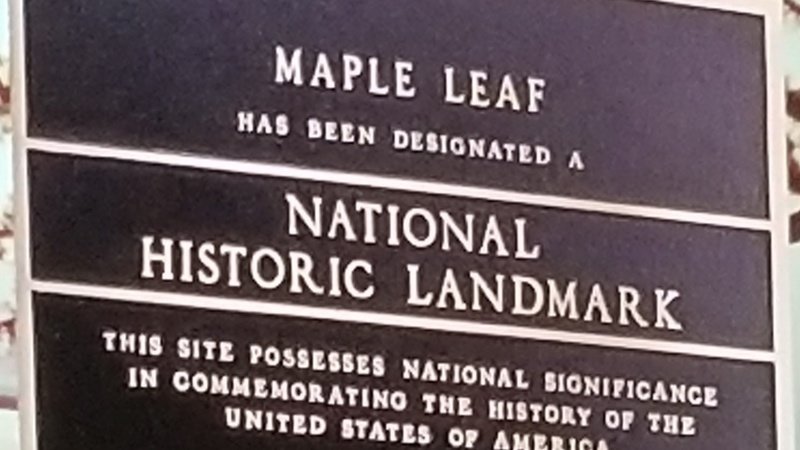 MAPLE LEAF
HAS BEEN DESIGNATED A
NATIONAL
HISTORIC LANDMARK
THIS SITE POSSESSES NATIONAL SIGNIFICANCE
IN COMMEMORATING THE HISTORY OF THE
UNITED STATES OF AMERICA